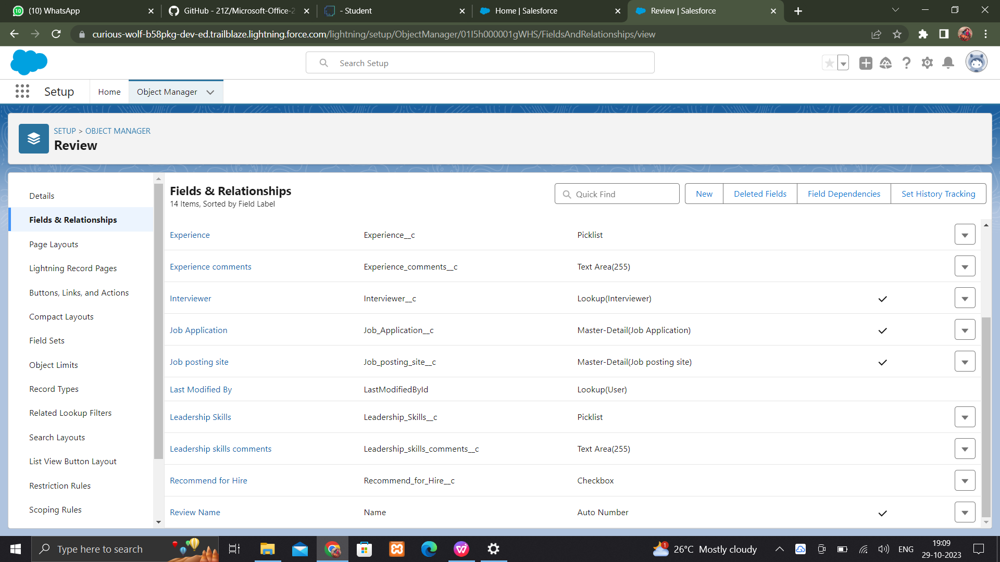 (10) WhatsApp
GitHub - 21Z/Microsoft-Office-2
- Student
Home | Salesforce
Review | Salesforce
curious-wolf-b58pkg-dev-ed.trailblaze.lightning.force.com/lightning/setup/ObjectManager/01I5h000001gWHS/FieldsAndRelationships/view
Search Setup
Setup
Home
Object Manager
SETUP > OBJECT MANAGER
Review
Details
Fields & Relationships
Page Layouts
Lightning Record Pages
Buttons, Links, and Actions
Compact Layouts
Field Sets
Object Limits
Record Types
Related Lookup Filters
Search Layouts
List View Button Layout
Restriction Rules
Scoping Rules
Fields & Relationships
14 Items, Sorted by Field Label
Quick Find
New
Deleted Fields
Field Dependencies
Set History Tracking
Experience Experience__c Picklist
Experience comments Experience_comments__c Text Area(255)
Interviewer Interviewer__c Lookup(Interviewer)
Job Application Job_Application__c Master-Detail(Job Application)
Job posting site Job_posting_site__c Master-Detail(Job posting site)
Last Modified By LastModifiedById Lookup(User)
Leadership Skills Leadership_Skills__c Picklist
Leadership skills comments Leadership_skills_comments__c Text Area(255)
Recommend for Hire Recommend_for_Hire__c Checkbox
Review Name Name Auto Number
Type here to search
1
26°C Mostly cloudy
ENG
19:09
29-10-2023